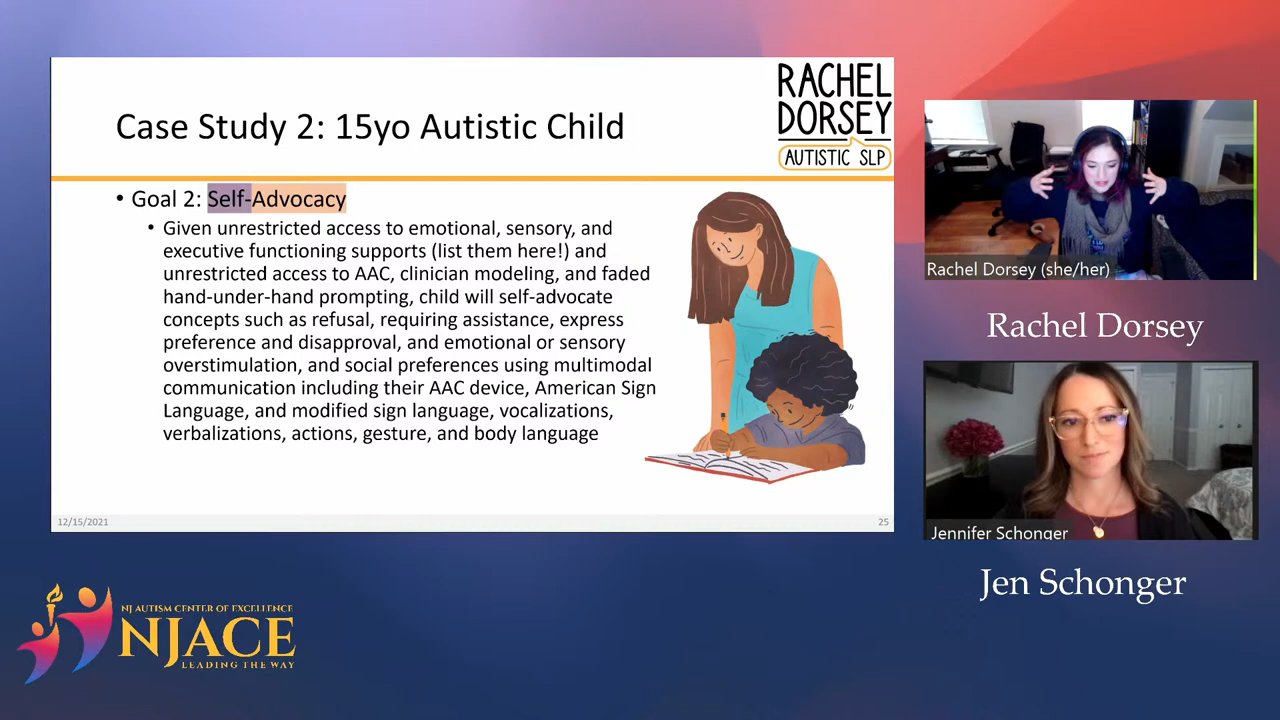 Case Study 2: 15yo Autistic Child
RACHEL
DORSEY
AUTISTIC SLP
• Goal 2: Self-Advocacy
• Given unrestricted access to emotional, sensory, and
executive functioning supports (list them here!) and
unrestricted access to AAC, clinician modeling, and faded
hand-under-hand prompting, child will self-advocate
concepts such as refusal, requiring assistance, express
preference and disapproval, and emotional or sensory
overstimulation, and social preferences using multimodal
communication including their AAC device, American Sign
Language, and modified sign language, vocalizations,
verbalizations, actions, gesture, and body language
12/15/2021
25
Rachel Dorsey (she/her)
Rachel Dorsey
Jennifer Schonger
Jen Schonger
NJ AUTISM CENTER OF EXCELLENCE
NJACE
LEADING THE WAY